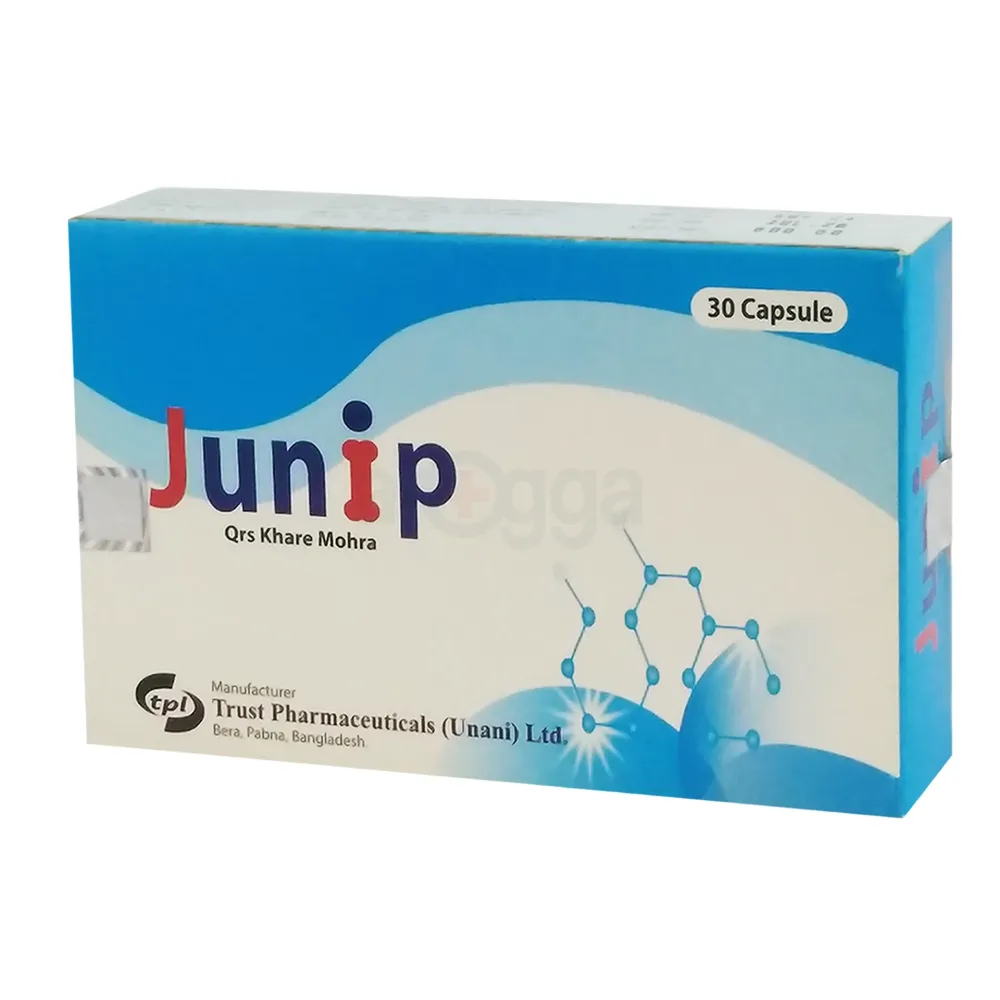 30 Capsule
Junip
Qrs Khare Mohra
tpl
Manufacturer
Trust Pharmaceuticals (Unani) Ltd.
Bera, Pabna, Bangladesh.
Junip